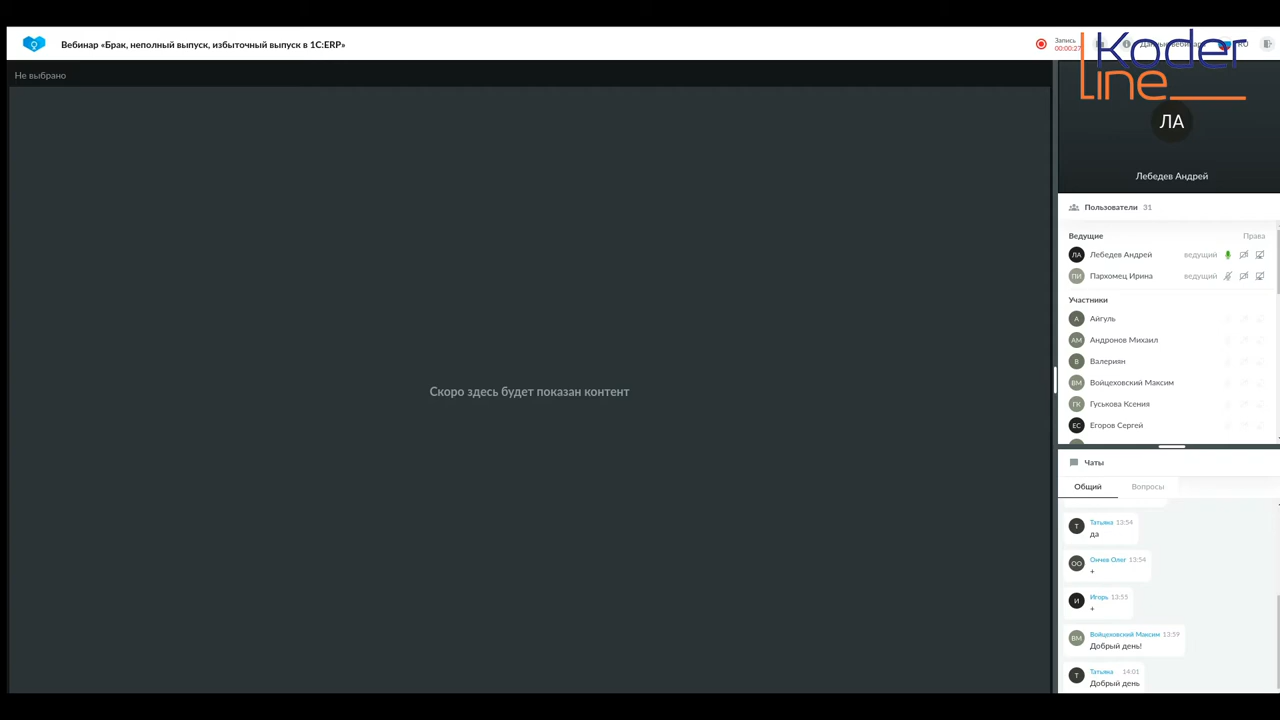 Вебинар «Брак, неполный выпуск, избыточный выпуск в 1С:ERP»
Запись
00:00:27
RU
Koder
line
Не выбрано
ЛА
Лебедев Андрей
Скоро здесь будет показан контент
Пользователи 31
Ведущие Права
ЛА Лебедев Андрей ведущий
ПИ Пархомец Ирина ведущий
Участники
А Айгуль
АМ Андронов Михаил
В Валериян
ВМ Войцеховский Максим
ГК Гуськова Ксения
ЕС Егоров Сергей
Чаты
Общий Вопросы
Татьяна 13:54
Т да
Ончев Олег 13:54
ОО +
Игорь 13:55
И +
Войцеховский Максим 13:59
ВМ Добрый день!
Татьяна 14:01
Т Добрый день